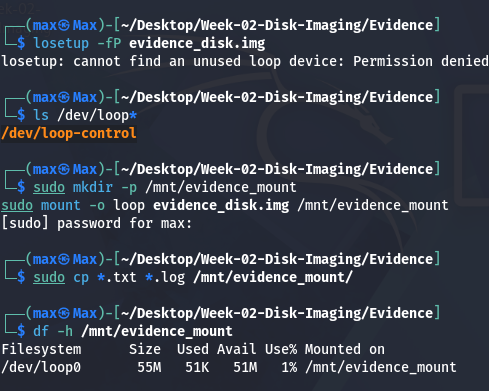 ┌──(max㉿Max)-[~/Desktop/Week-02-Disk-Imaging/Evidence]
└─$ losetup -fP evidence_disk.img
losetup: cannot find an unused loop device: Permission denied
┌──(max㉿Max)-[~/Desktop/Week-02-Disk-Imaging/Evidence]
└─$ ls /dev/loop*
/dev/loop-control
┌──(max㉿Max)-[~/Desktop/Week-02-Disk-Imaging/Evidence]
└─$ sudo mkdir -p /mnt/evidence_mount
sudo mount -o loop evidence_disk.img /mnt/evidence_mount
[sudo] password for max:
┌──(max㉿Max)-[~/Desktop/Week-02-Disk-Imaging/Evidence]
└─$ sudo cp *.txt *.log /mnt/evidence_mount/
┌──(max㉿Max)-[~/Desktop/Week-02-Disk-Imaging/Evidence]
└─$ df -h /mnt/evidence_mount
Filesystem      Size  Used Avail Use% Mounted on
/dev/loop0       55M   51K   51M   1% /mnt/evidence_mount